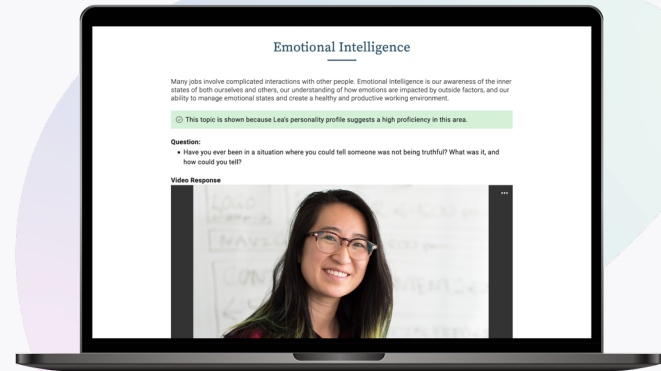 Emotional Intelligence
Many jobs involve complicated interactions with other people. Emotional Intelligence is our awareness of the inner
states of both ourselves and others, our understanding of how emotions are impacted by outside factors, and our
ability to manage emotional states and create a healthy and productive working environment.
This topic is shown because Lea's personality profile suggests a high proficiency in this area.
Question:
• Have you ever been in a situation where you could tell someone was not being truthful? What was it, and
how could you tell?
Video Response